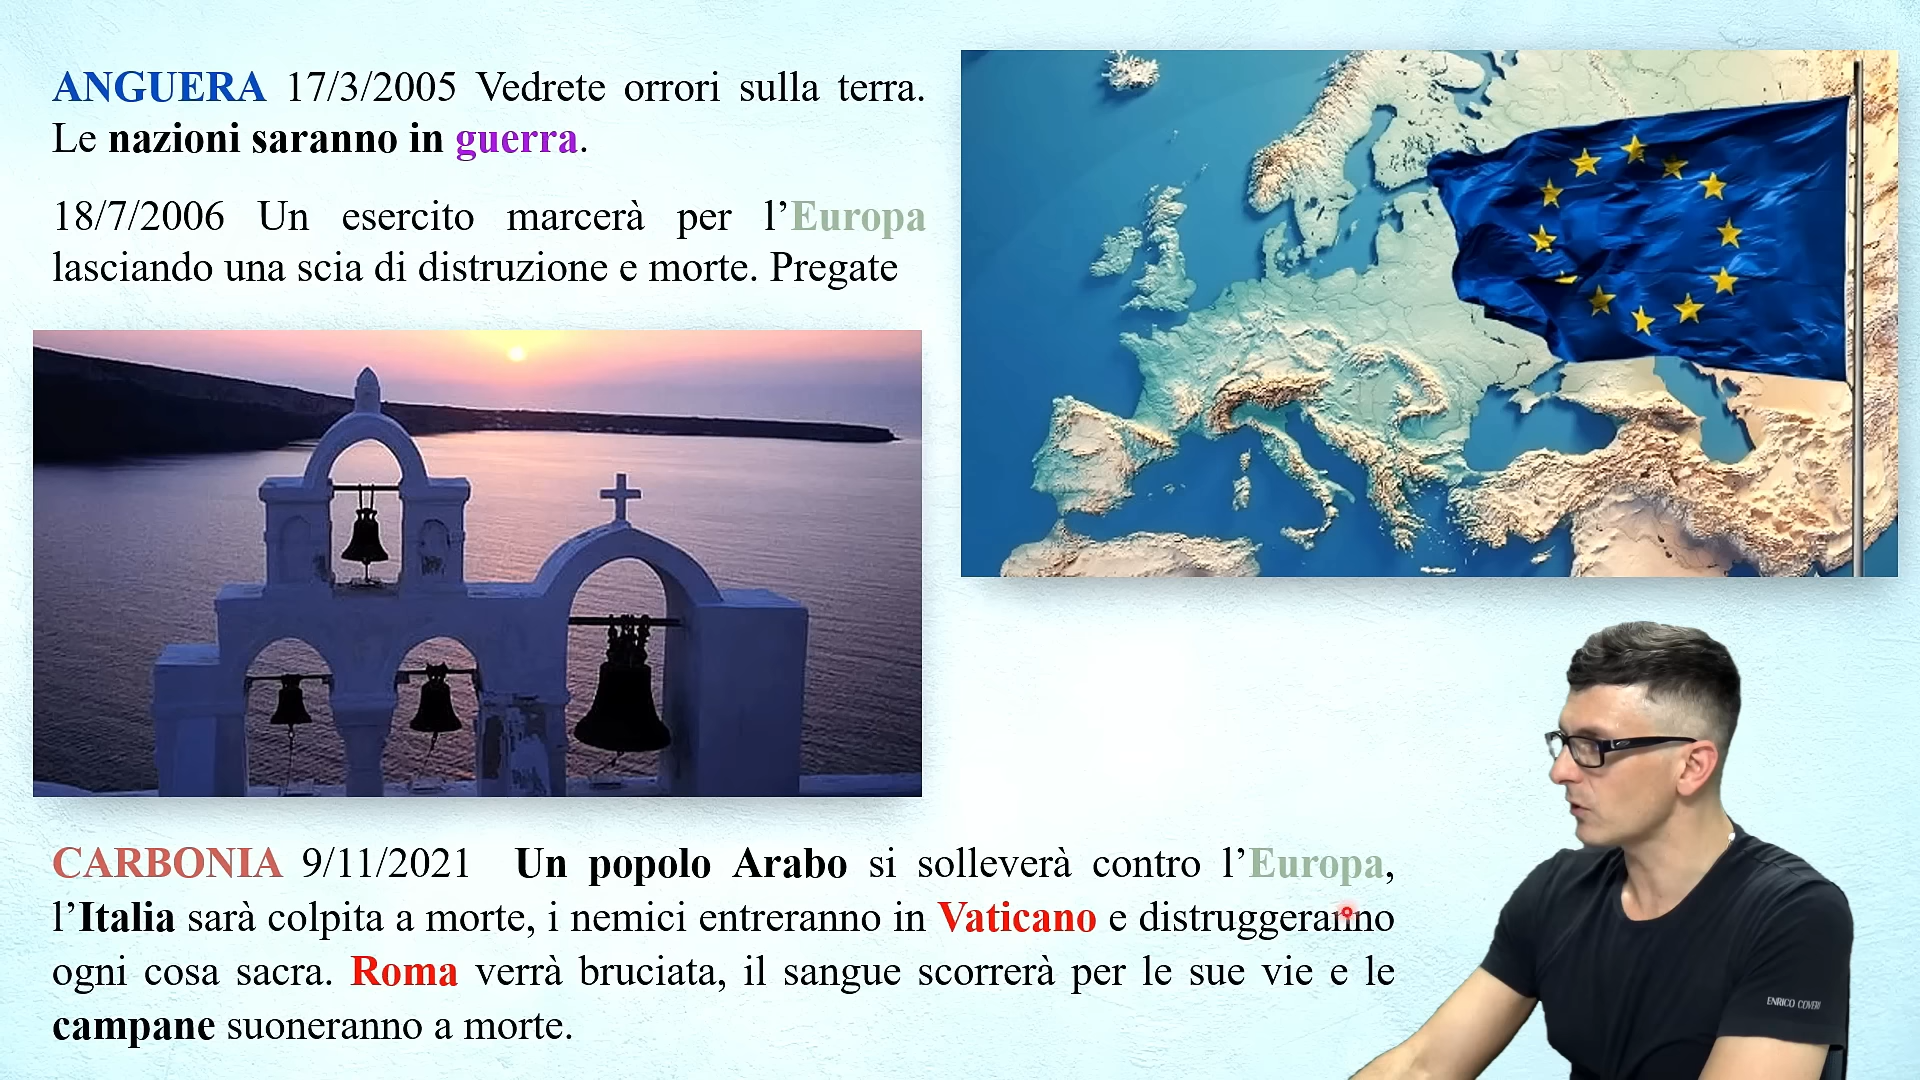 ANGUERA 17/3/2005 Vedrete orrori sulla terra.
Le nazioni saranno in guerra.
18/7/2006 Un esercito marcerà per l’Europa
lasciando una scia di distruzione e morte. Pregate
CARBONIA 9/11/2021 Un popolo Arabo si solleverà contro l’Europa,
l’Italia sarà colpita a morte, i nemici entreranno in Vaticano e distruggeranno
ogni cosa sacra. Roma verrà bruciata, il sangue scorrerà per le sue vie e le
campane suoneranno a morte.
ENRICO COVERI